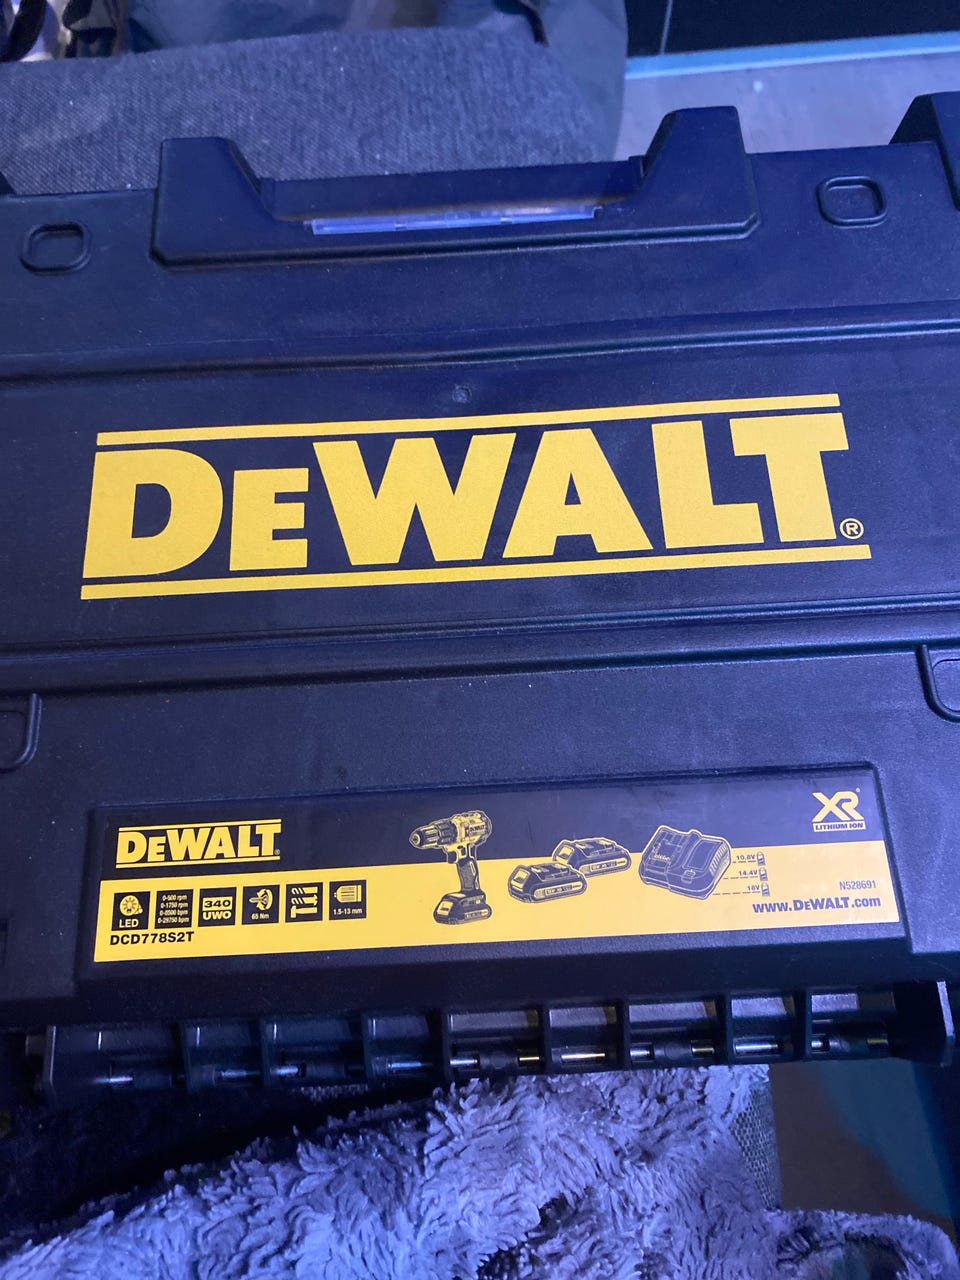 DEWALT®
DEWALT
XR
LITHIUM ION
10.8V
14.4V
18V
LED
0-500 rpm
0-1750 rpm
0-8500 bpm
0-29750 bpm
340
UWO
65 Nm
1.5-13 mm
N528691
www.DEWALT.com
DCD778S2T